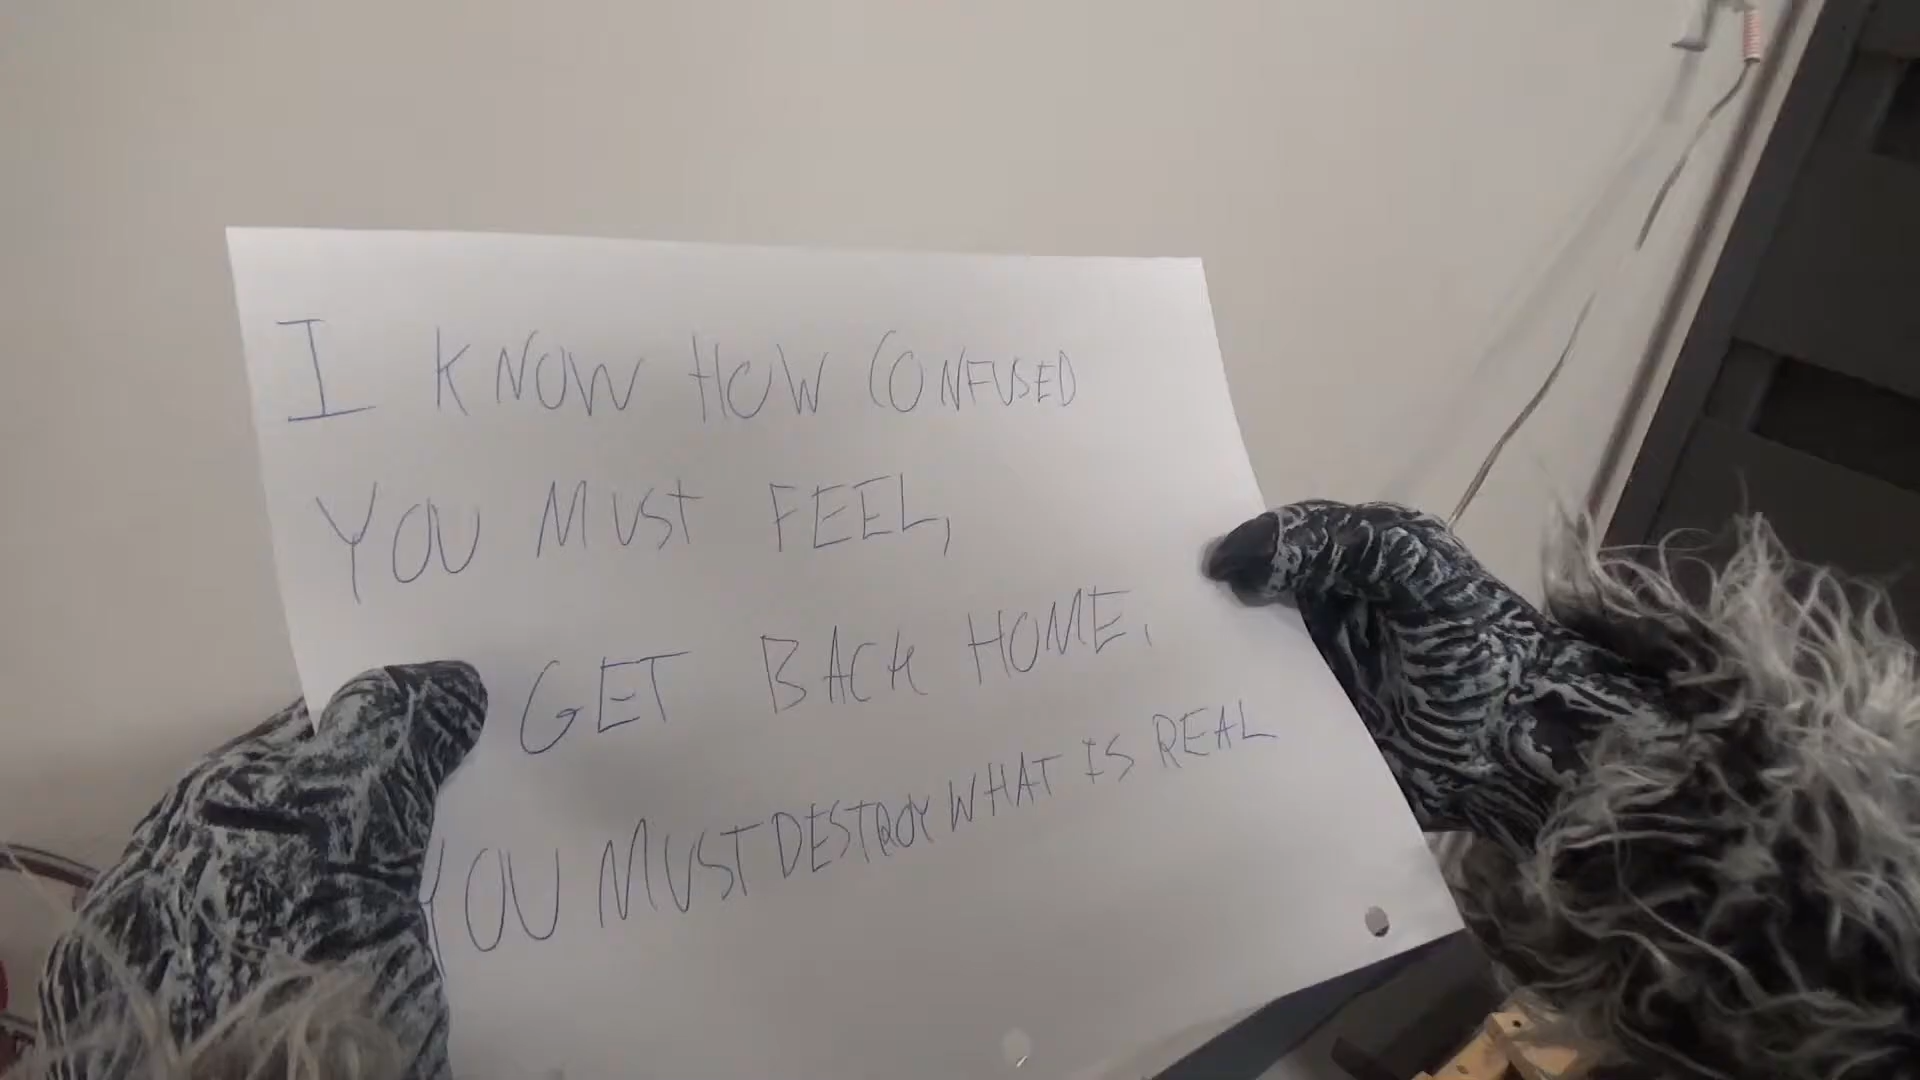 I KNOW HOW CONFUSED
YOU MUST FEEL,
GET BACK HOME,
YOU MUST DESTROY WHAT IS REAL